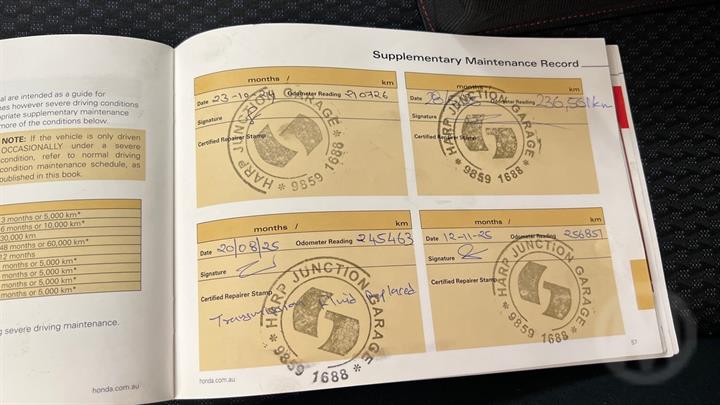 al are intended as a guide for
nes however severe driving conditions
opriate supplementary maintenance
more of the conditions below.
NOTE: If the vehicle is only driven
OCCASIONALLY under a severe
condition, refer to normal driving
condition maintenance schedule, as
published in this book.
3 months or 5,000 km*
6 months or 10,000 km*
30,000 km
48 months or 60,000 km*
12 months
months or 5,000 km*
months or 5,000 km*
months or 5,000 km*
months or 5,000 km*
g severe driving maintenance.
honda.com.au
Supplementary Maintenance Record
months / km
Date 23-10-24 Odometer Reading 210726
Signature
Certified Repairer Stamp
HARP JUNCTION GARAGE
* 9859 1688 *
months / km
Date Odometer Reading 236,561km
Signature
Certified Repairer Stamp
HARP JUNCTION GARAGE
* 9859 1688 *
months / km
Date 20/08/25 Odometer Reading 245463
Signature
Certified Repairer Stamp
Transmission Fluid Replaced
HARP JUNCTION GARAGE
* 9859 1688 *
months / km
Date 12-11-25 Odometer Reading 256851
Signature
Certified Repairer Stamp
HARP JUNCTION GARAGE
* 9859 1688 *
honda.com.au
57